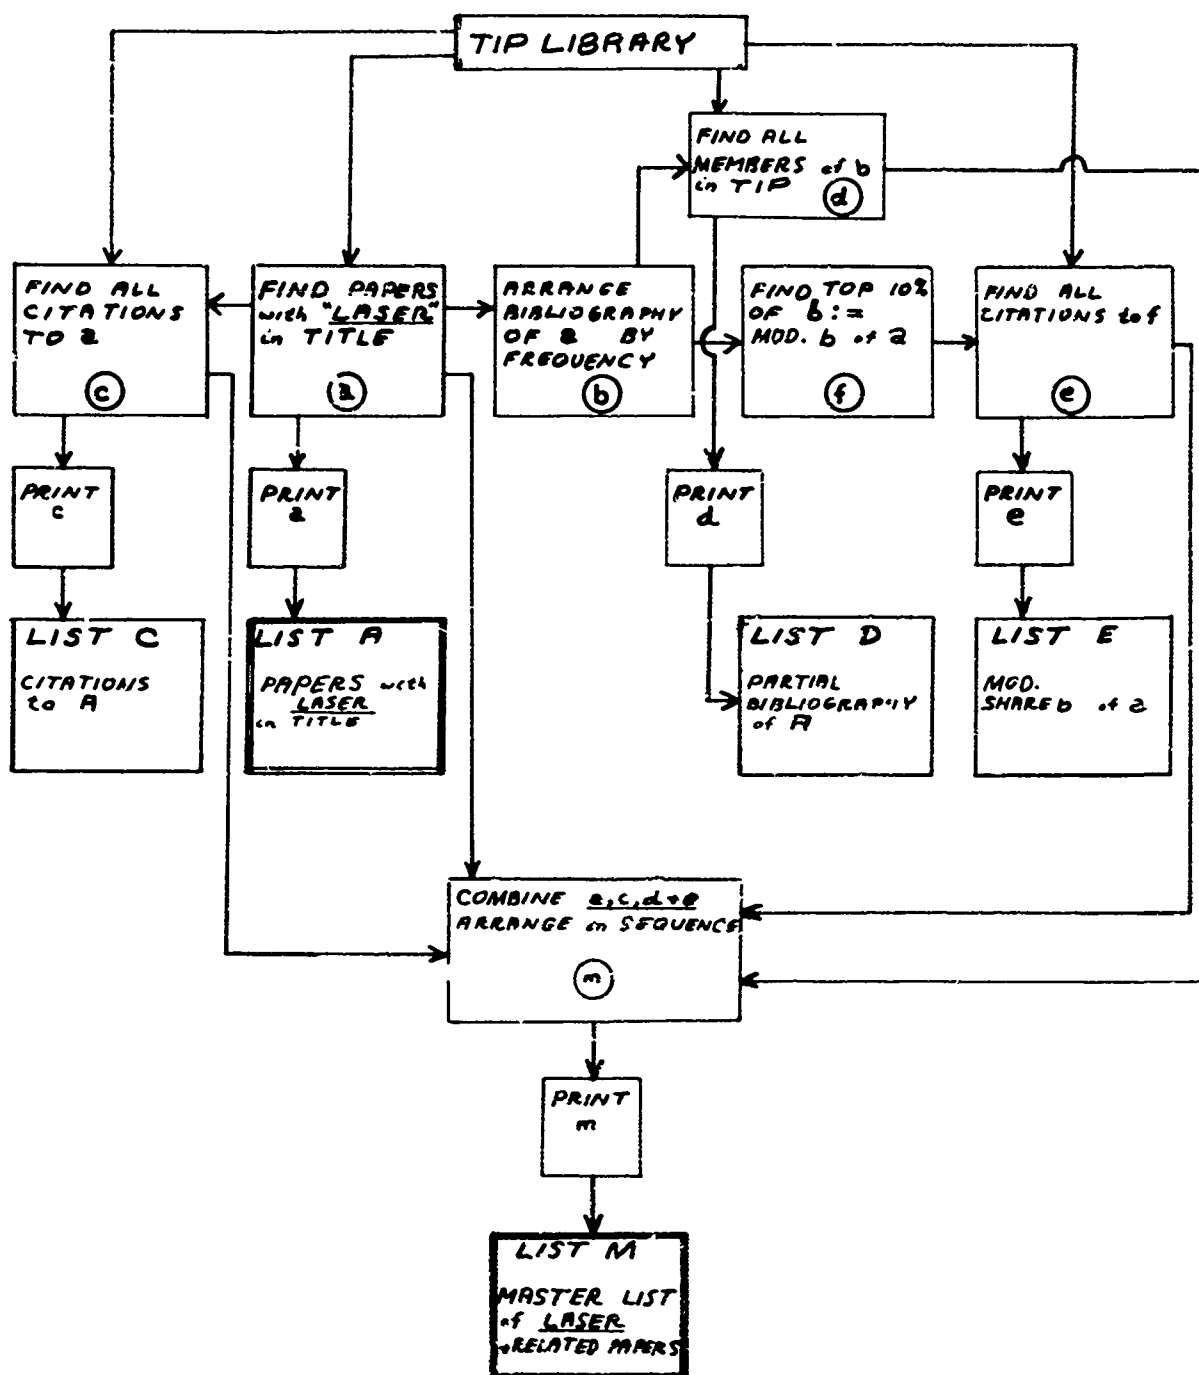 TIP LIBRARY
FIND ALL
MEMBERS of b
in TIP
d
FIND ALL
CITATIONS
TO a
c
FIND PAPERS
with "LASER"
in TITLE
a
ARRANGE
BIBLIOGRAPHY
OF a BY
FREQUENCY
b
FIND TOP 10%
OF b :=
MOD. b of a
f
FIND ALL
CITATIONS to f
e
PRINT
c
PRINT
a
PRINT
d
PRINT
e
LIST C
CITATIONS
to A
LIST A
PAPERS with
LASER
in TITLE
LIST D
PARTIAL
BIBLIOGRAPHY
of A
LIST E
MOD.
SHARE b of a
COMBINE a, c, d + e
ARRANGE in SEQUENCE
m
PRINT
m
LIST M
MASTER LIST
of LASER
+ RELATED PAPERS